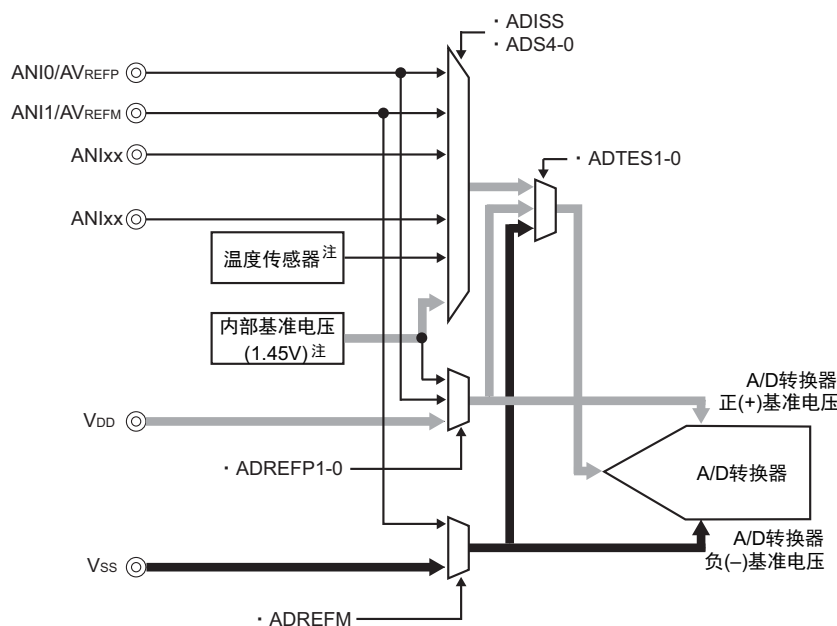 · ADISS
· ADS4-0
ANI0/AVREFP
ANI1/AVREFM
ANIxx
· ADTES1-0
ANIxx
温度传感器注
内部基准电压
(1.45V)注
A/D转换器
正(+)基准电压
VDD
· ADREFP1-0
A/D转换器
A/D转换器
负(–)基准电压
VSS
· ADREFM